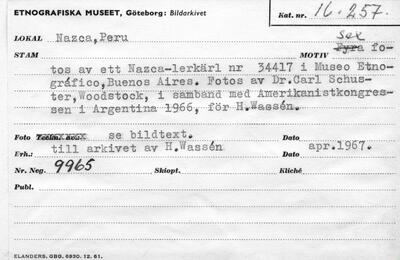 ETNOGRAFISKA MUSEET, Göteborg: Bildarkivet
Kat. nr. 16.257.
LOKAL Nazca,Peru
sex
STAM MOTIV Fyra fo-
tos av ett Nazca-lerkärl nr 34417 i Museo Etno-
gráfico,Buenos Aires. Fotos av Dr.Carl Schus-
ter,Woodstock, i samband med Amerikanistkongres-
sen i Argentina 1966, för H.Wassén.
Foto Teckn. nr. se bildtext. Dato
Erh.: till arkivet av H.Wassén Dato apr.1967.
Nr. Neg. 9965 Skiopt. Kliché
Publ.
ELANDERS, GBG. 6930. 12. 61.